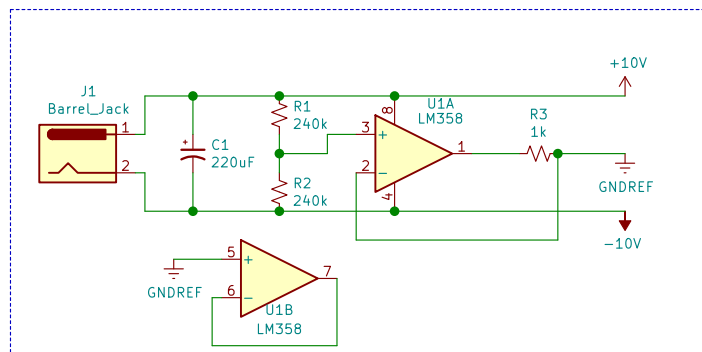 +10V
J1
Barrel_Jack
1
2
+
C1
220uF
R1
240k
R2
240k
U1A
LM358
8
3
+
2
−
1
4
R3
1k
GNDREF
−10V
5
+
6
−
7
GNDREF
U1B
LM358